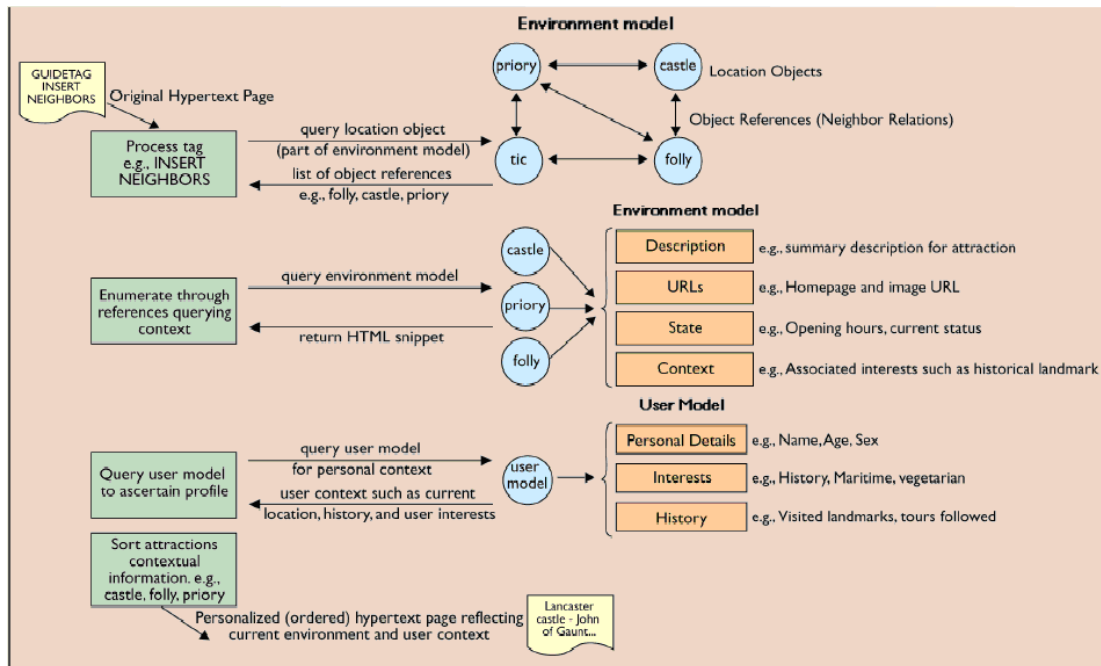 Environment model
GUIDETAG
INSERT
NEIGHBORS
Original Hypertext Page
priory
castle
Location Objects
Object References (Neighbor Relations)
Process tag
e.g., INSERT
NEIGHBORS
query location object
(part of environment model)
list of object references
e.g., folly, castle, priory
tic
folly
Environment model
castle
priory
folly
Enumerate through
references querying
context
query environment model
return HTML snippet
Description
e.g., summary description for attraction
URLs
e.g., Homepage and image URL
State
e.g., Opening hours, current status
Context
e.g., Associated interests such as historical landmark
User Model
Query user model
to ascertain profile
query user model
for personal context
user context such as current
location, history, and user interests
user
model
Personal Details
e.g., Name, Age, Sex
Interests
e.g., History, Maritime, vegetarian
History
e.g., Visited landmarks, tours followed
Sort attractions
contextual
information. e.g.,
castle, folly, priory
Personalized (ordered) hypertext page reflecting
current environment and user context
Lancaster
castle - John
of Gaunt...